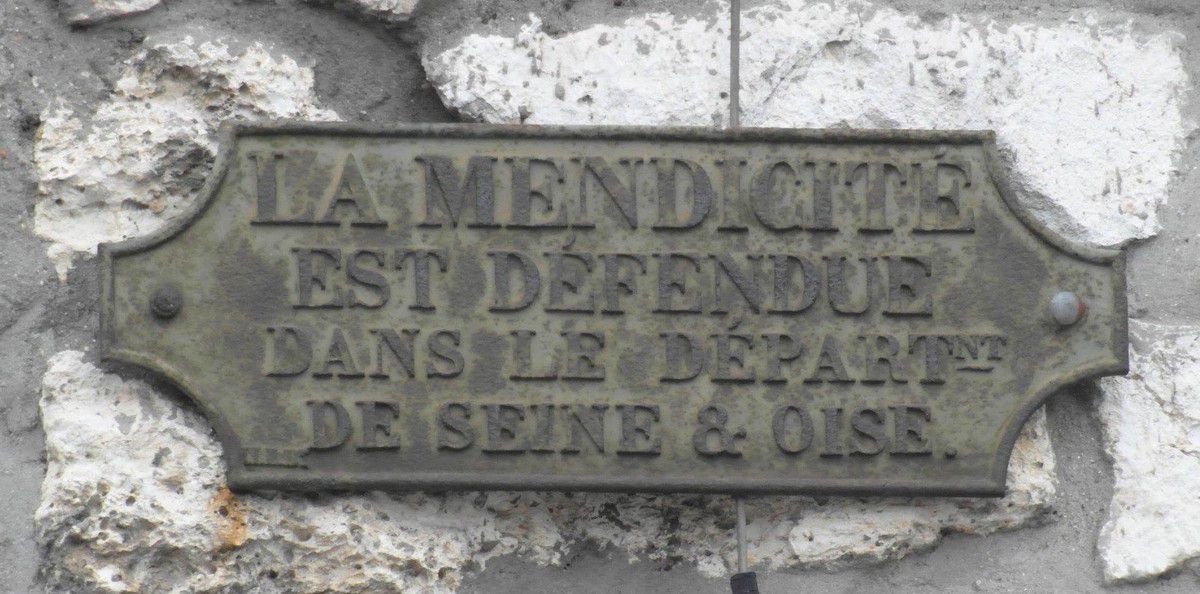 LA MENDICITÉ
EST DÉFENDUE
DANS LE DÉPARTNT
DE SEINE & OISE.